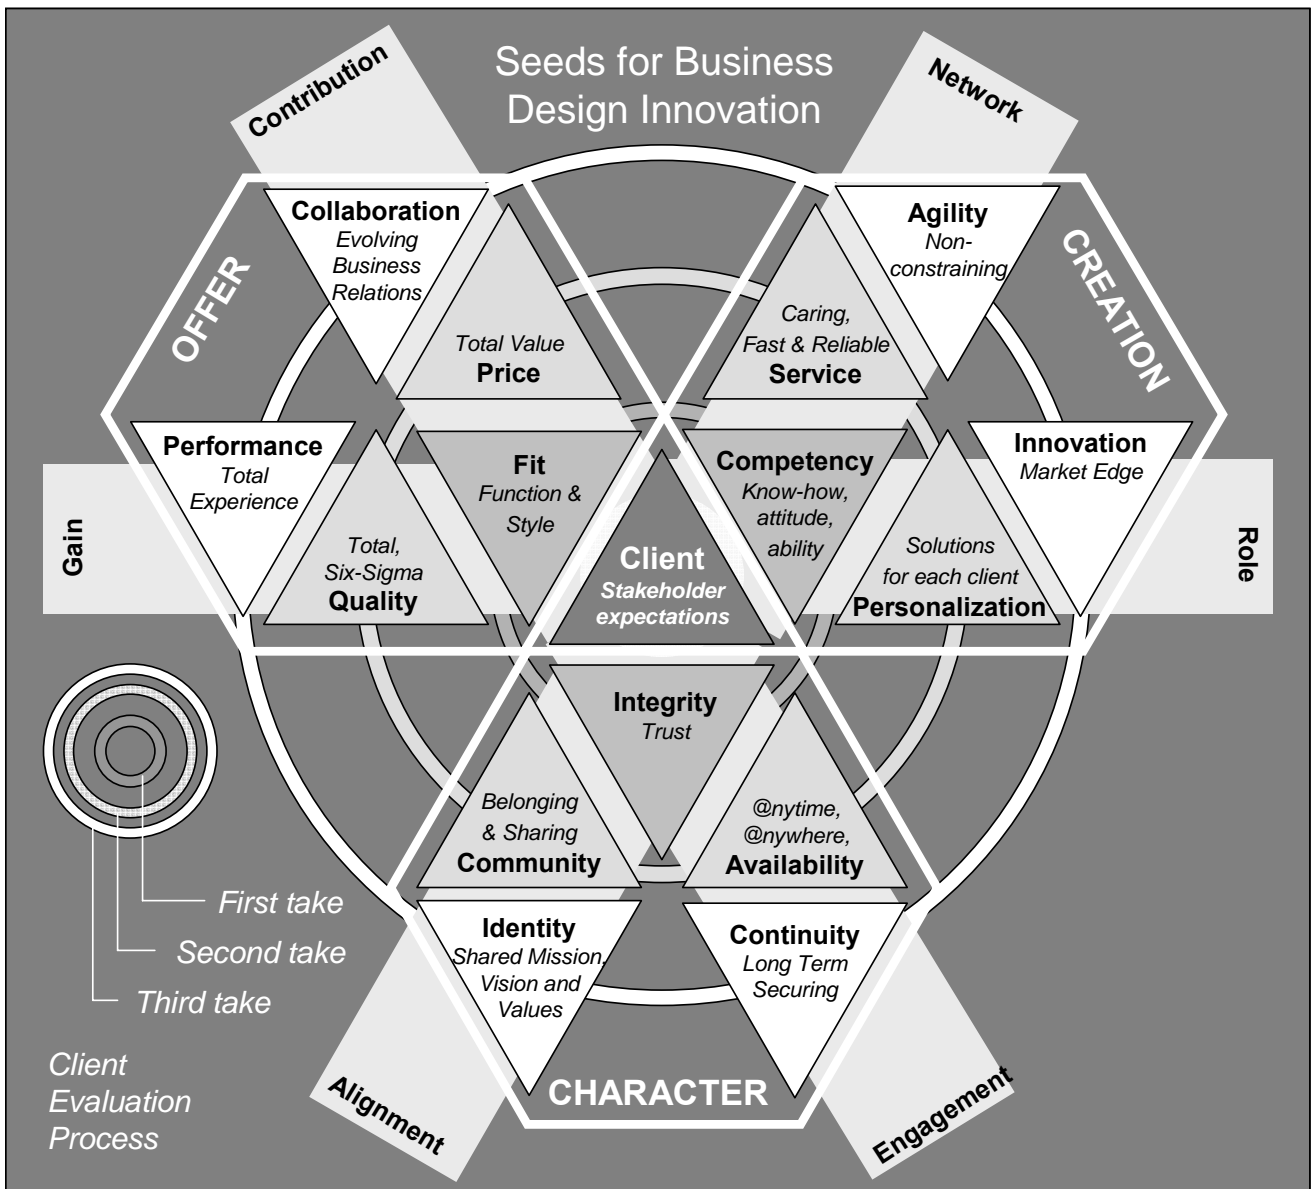 Seeds for Business
Design Innovation
Contribution
Network
OFFER
CREATION
Collaboration
Evolving
Business
Relations
Total Value
Price
Caring,
Fast & Reliable
Service
Agility
Non-
constraining
Performance
Total
Experience
Total,
Six-Sigma
Quality
Fit
Function &
Style
Client
Stakeholder
expectations
Competency
Know-how,
attitude,
ability
Solutions
for each client
Personalization
Innovation
Market Edge
Gain
Role
Integrity
Trust
Belonging
& Sharing
Community
@nytime,
@nywhere,
Availability
Identity
Shared Mission,
Vision and
Values
Continuity
Long Term
Securing
CHARACTER
Alignment
Engagement
First take
Second take
Third take
Client
Evaluation
Process